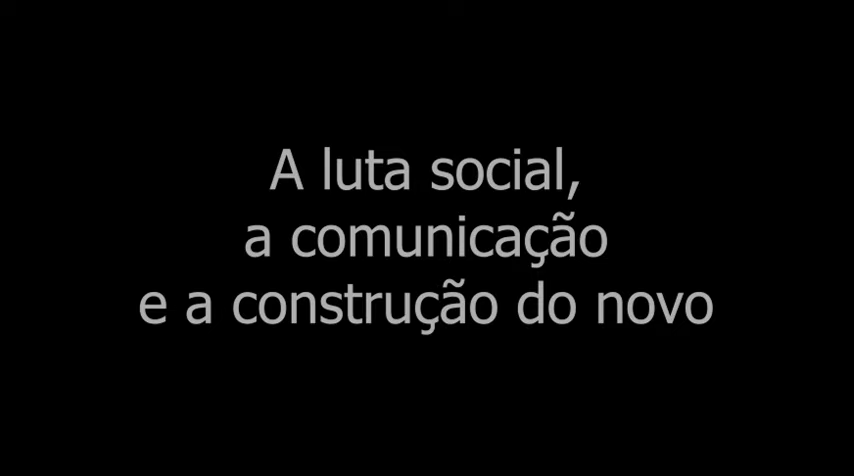 A luta social,
a comunicação
e a construção do novo